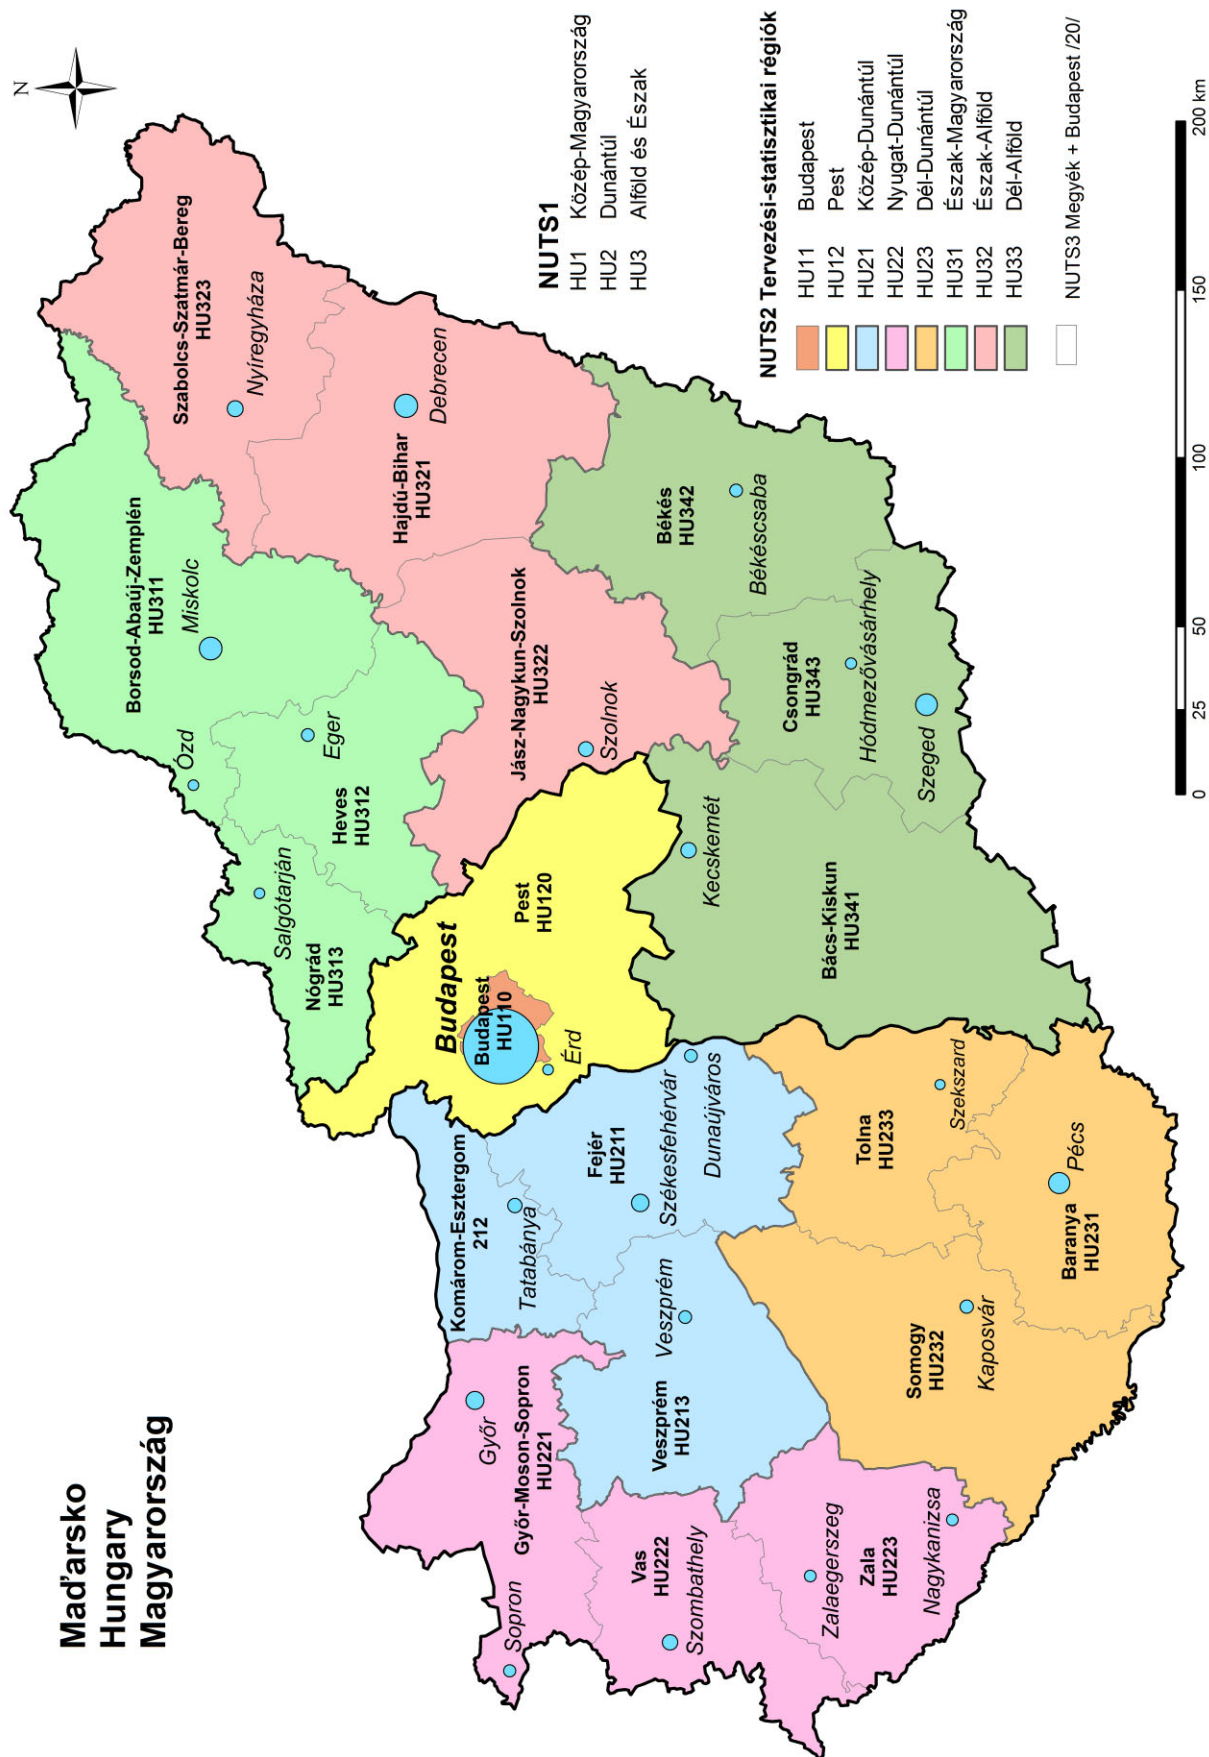 Maďarsko
Hungary
Magyarország
N
Szabolcs-Szatmár-Bereg
HU323
Nyíregyháza
Borsod-Abaúj-Zemplén
HU311
Miskolc
Ózd
Hajdú-Bihar
HU321
Debrecen
Heves
HU312
Eger
Nógrád
HU313
Salgótarján
Jász-Nagykun-Szolnok
HU322
Szolnok
Budapest
Budapest
HU110
Pest
HU120
Érd
Komárom-Esztergom
212
Tatabánya
Győr-Moson-Sopron
HU221
Győr
Sopron
Fejér
HU211
Székesfehérvár
Dunaújváros
Veszprém
HU213
Veszprém
Vas
HU222
Szombathely
Zala
HU223
Zalaegerszeg
Nagykanizsa
Somogy
HU232
Kaposvár
Tolna
HU233
Szekszard
Baranya
HU231
Pécs
Bács-Kiskun
HU341
Kecskemét
Csongrád
HU343
Hódmezővásárhely
Szeged
Békés
HU342
Békéscsaba
NUTS1
HU1 Közép-Magyarország
HU2 Dunántúl
HU3 Alföld és Észak
NUTS2 Tervezési-statisztikai régiók
HU11 Budapest
HU12 Pest
HU21 Közép-Dunántúl
HU22 Nyugat-Dunántúl
HU23 Dél-Dunántúl
HU31 Észak-Magyarország
HU32 Észak-Alföld
HU33 Dél-Alföld
NUTS3 Megyék + Budapest /20/
0 25 50 100 150 200 km